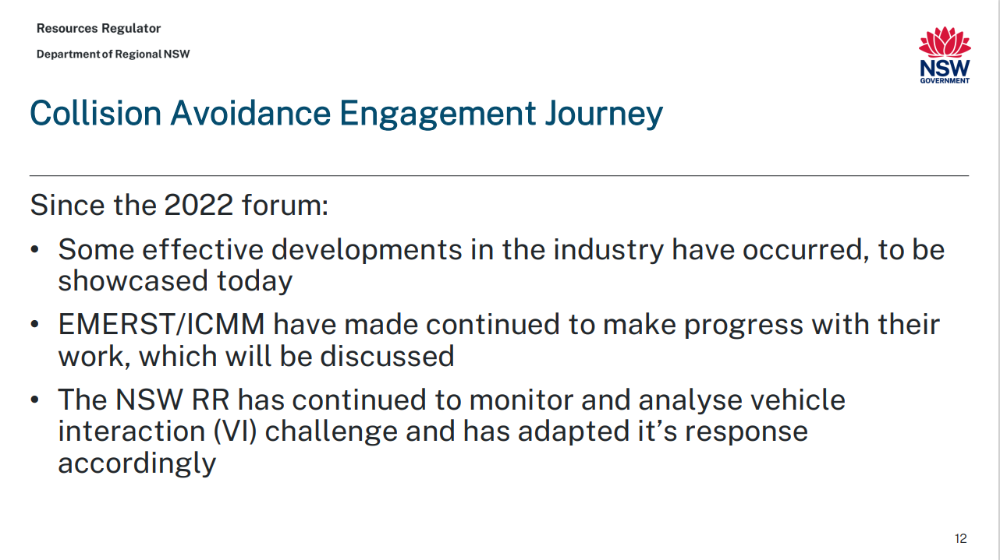 Resources Regulator
Department of Regional NSW
NSW
GOVERNMENT
Collision Avoidance Engagement Journey
Since the 2022 forum:
• Some effective developments in the industry have occurred, to be
showcased today
• EMERST/ICMM have made continued to make progress with their
work, which will be discussed
• The NSW RR has continued to monitor and analyse vehicle
interaction (VI) challenge and has adapted it’s response
accordingly
12